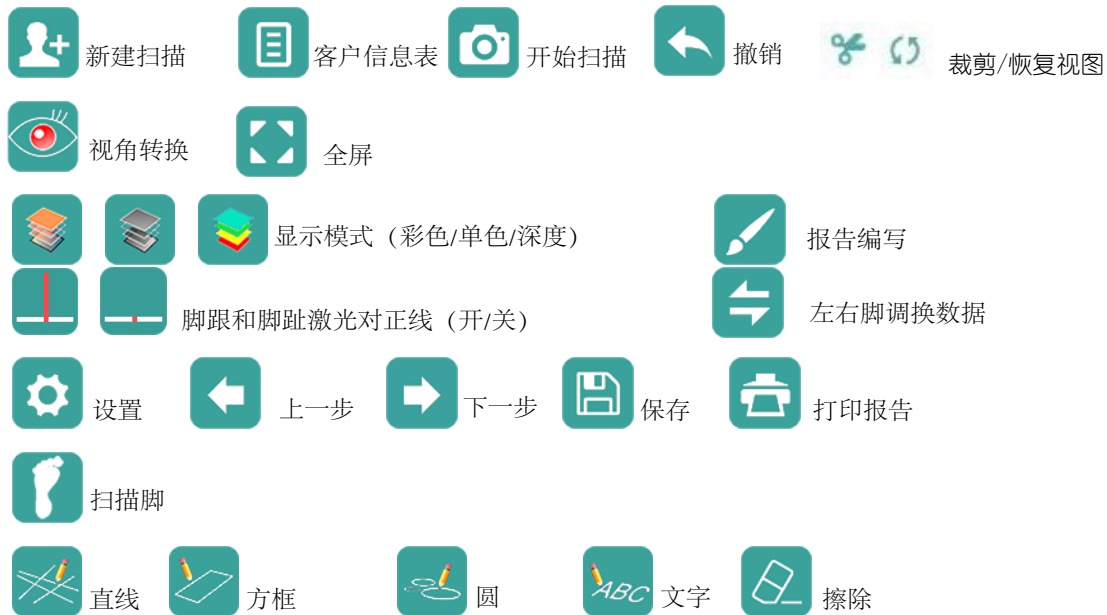 新建扫描 客户信息表 开始扫描 撤销 裁剪/恢复视图
视角转换 全屏
显示模式（彩色/单色/深度） 报告编写
脚跟和脚趾激光对正线（开/关） 左右脚调换数据
设置 上一步 下一步 保存 打印报告
扫描脚
直线 方框 圆 ABC 文字 擦除